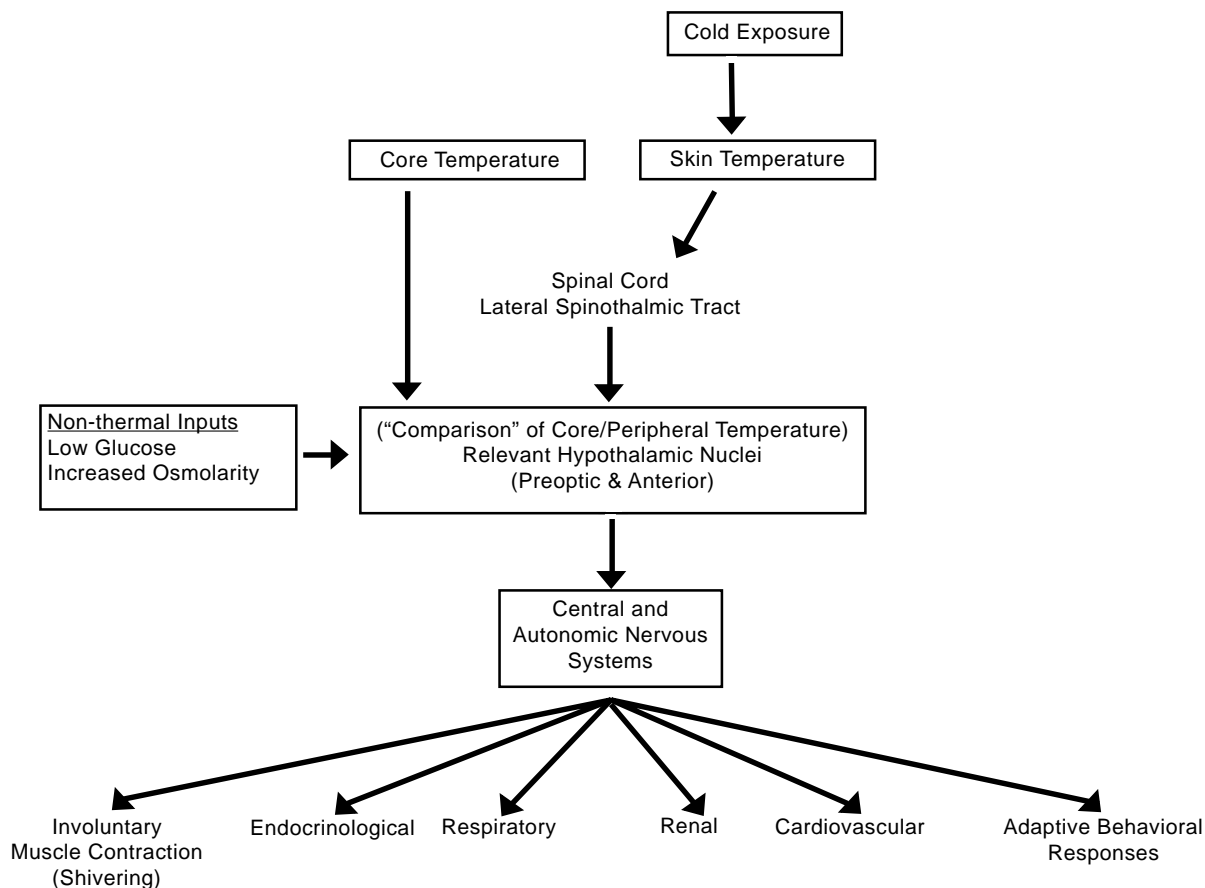 Cold Exposure
Core Temperature
Skin Temperature
Spinal Cord
Lateral Spinothalmic Tract
Non-thermal Inputs
Low Glucose
Increased Osmolarity
(“Comparison” of Core/Peripheral Temperature)
Relevant Hypothalamic Nuclei
(Preoptic & Anterior)
Central and
Autonomic Nervous
Systems
Involuntary
Muscle Contraction
(Shivering)
Endocrinological
Respiratory
Renal
Cardiovascular
Adaptive Behavioral
Responses